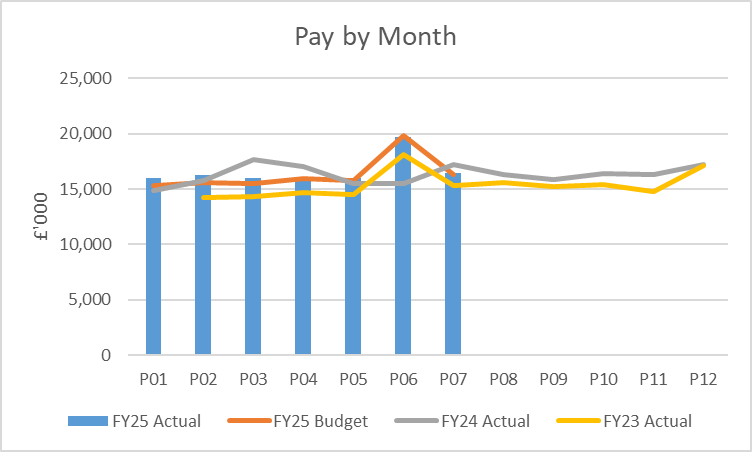 Pay by Month
25,000
20,000
15,000
10,000
5,000
0
£'000
P01 P02 P03 P04 P05 P06 P07 P08 P09 P10 P11 P12
FY25 Actual FY25 Budget FY24 Actual FY23 Actual